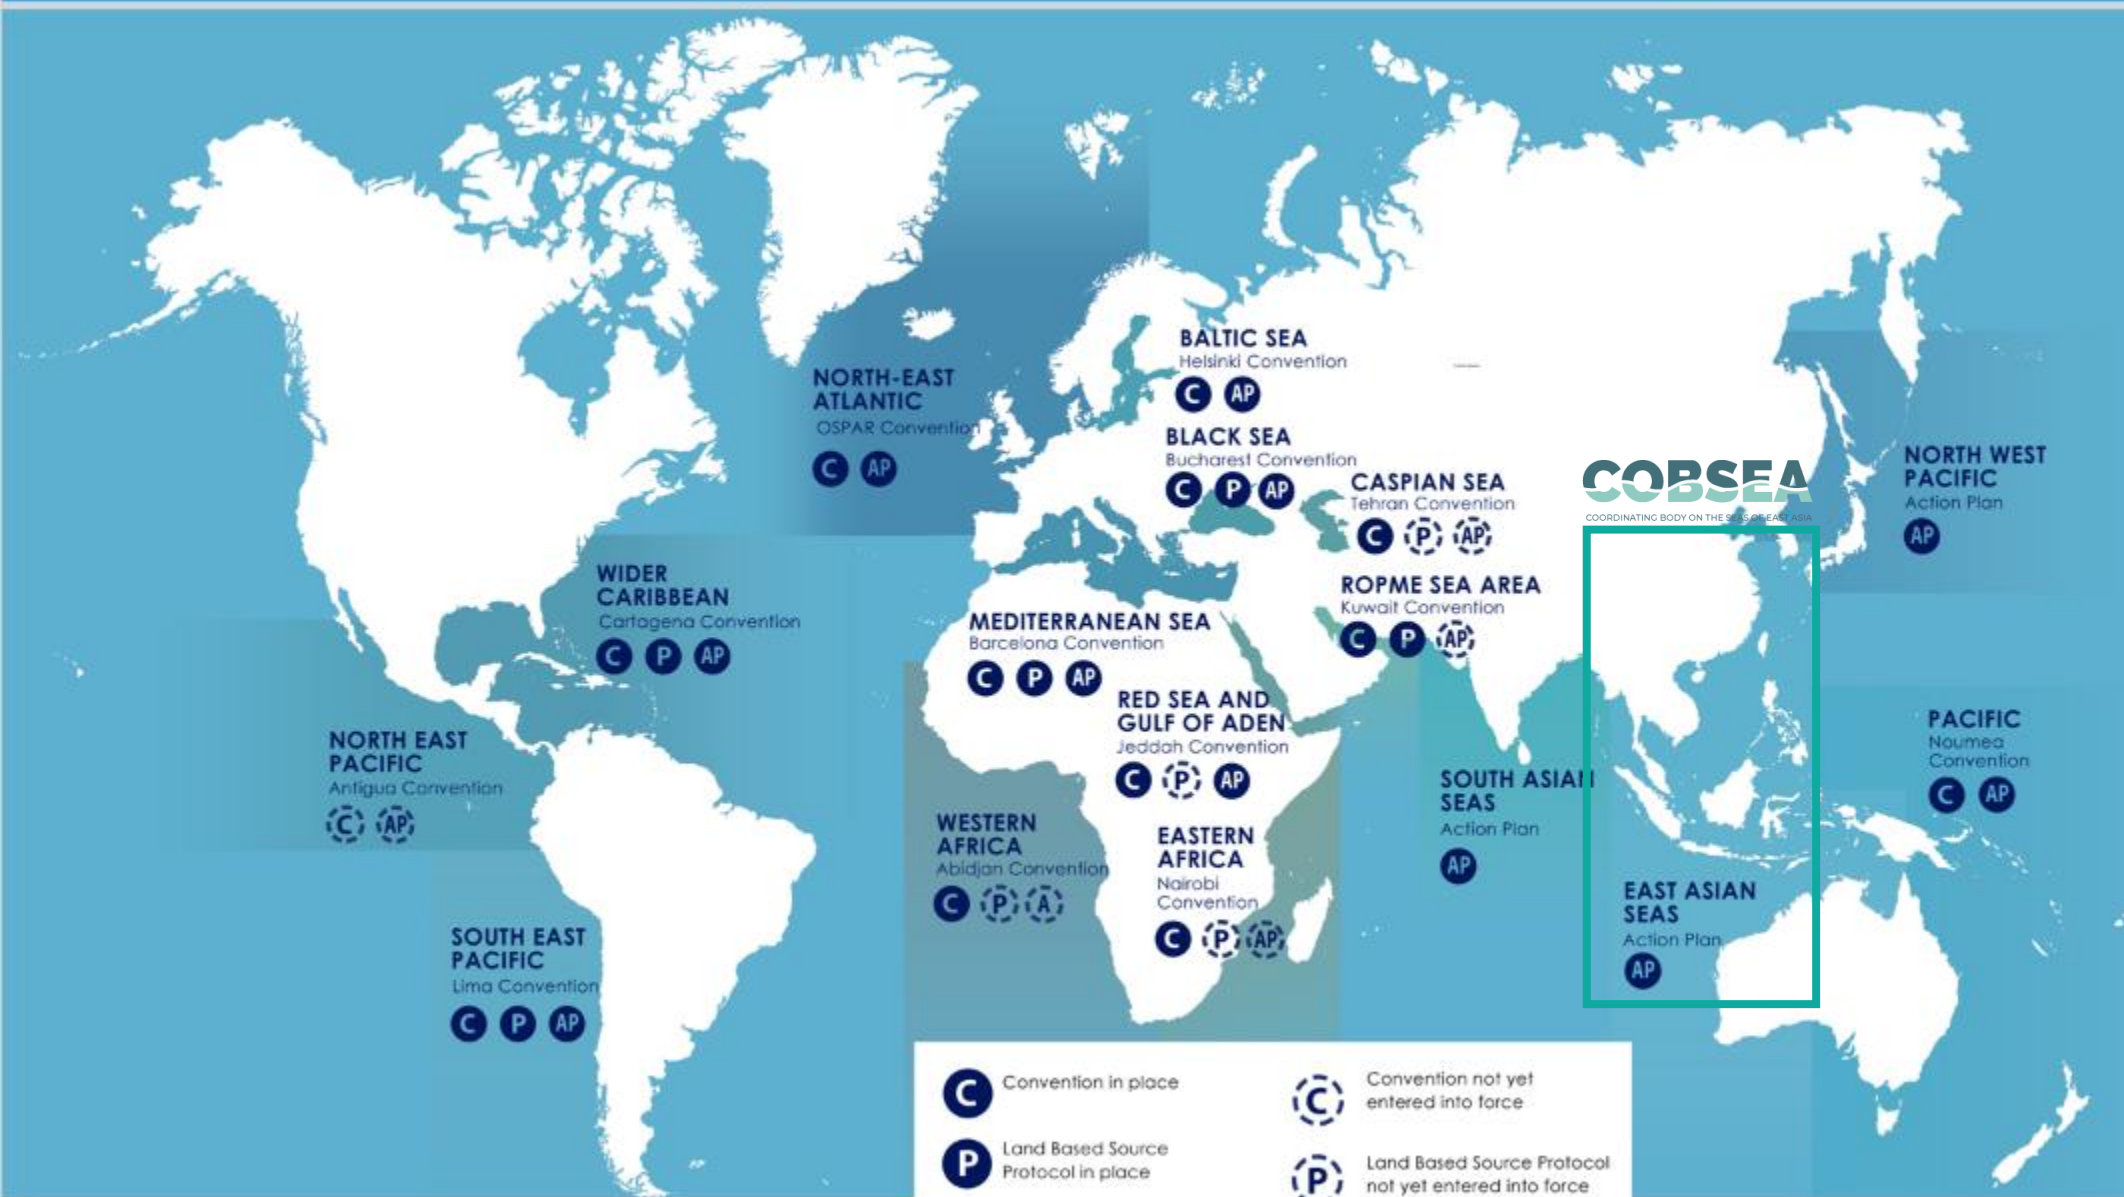 BALTIC SEA
Helsinki Convention
C AP
NORTH-EAST
ATLANTIC
OSPAR Convention
C AP
BLACK SEA
Bucharest Convention
C P AP
CASPIAN SEA
Tehran Convention
C P AP
COBSEA
COORDINATING BODY ON THE SEAS OF EAST ASIA
NORTH WEST
PACIFIC
Action Plan
AP
WIDER
CARIBBEAN
Cartagena Convention
C P AP
MEDITERRANEAN SEA
Barcelona Convention
C P AP
ROPME SEA AREA
Kuwait Convention
C P AP
RED SEA AND
GULF OF ADEN
Jeddah Convention
C P AP
NORTH EAST
PACIFIC
Antigua Convention
C AP
PACIFIC
Noumea
Convention
C AP
SOUTH ASIAN
SEAS
Action Plan
AP
WESTERN
AFRICA
Abidjan Convention
C P A
EASTERN
AFRICA
Nairobi
Convention
C P AP
EAST ASIAN
SEAS
Action Plan
AP
SOUTH EAST
PACIFIC
Lima Convention
C P AP
C Convention in place
C Convention not yet
entered into force
P Land Based Source
Protocol in place
P Land Based Source Protocol
not yet entered into force